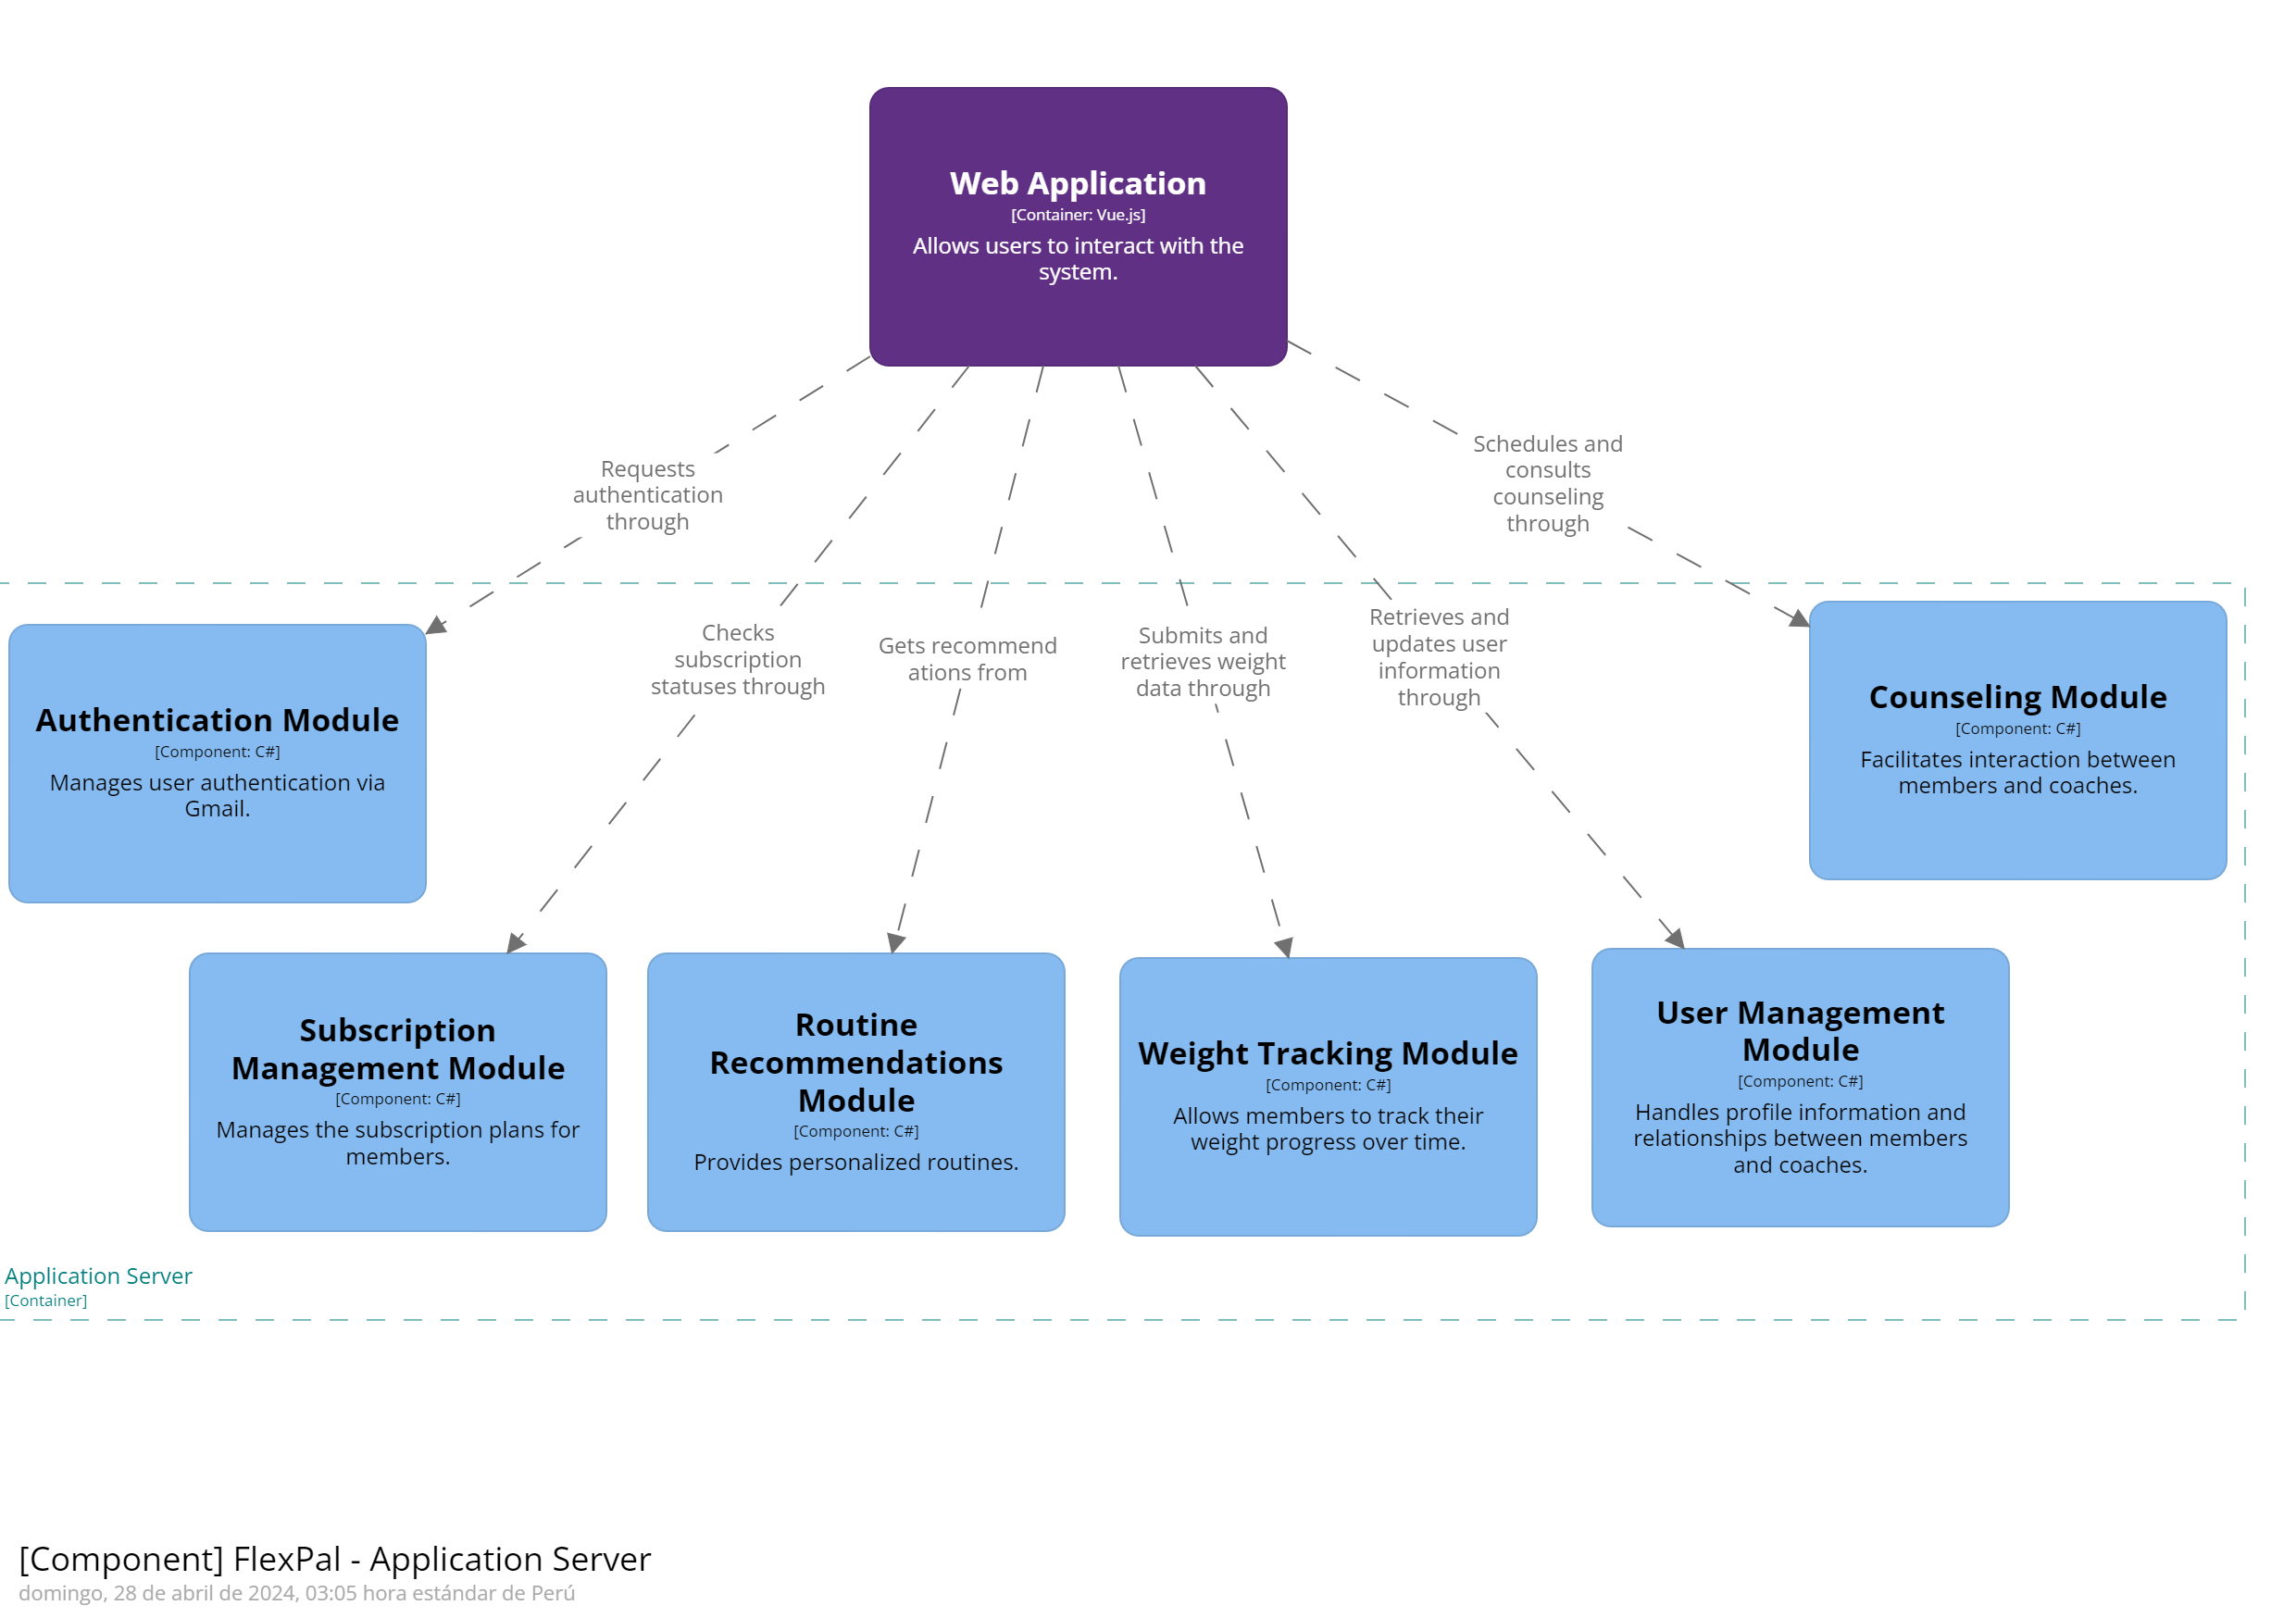 Web Application
[Container: Vue.js]
Allows users to interact with the
system.
Requests
authentication
through
Schedules and
consults
counseling
through
Checks
subscription
statuses through
Gets recommend
ations from
Submits and
retrieves weight
data through
Retrieves and
updates user
information
through
Authentication Module
[Component: C#]
Manages user authentication via
Gmail.
Counseling Module
[Component: C#]
Facilitates interaction between
members and coaches.
Subscription
Management Module
[Component: C#]
Manages the subscription plans for
members.
Routine
Recommendations
Module
[Component: C#]
Provides personalized routines.
Weight Tracking Module
[Component: C#]
Allows members to track their
weight progress over time.
User Management
Module
[Component: C#]
Handles profile information and
relationships between members
and coaches.
Application Server
[Container]
[Component] FlexPal - Application Server
domingo, 28 de abril de 2024, 03:05 hora estándar de Perú